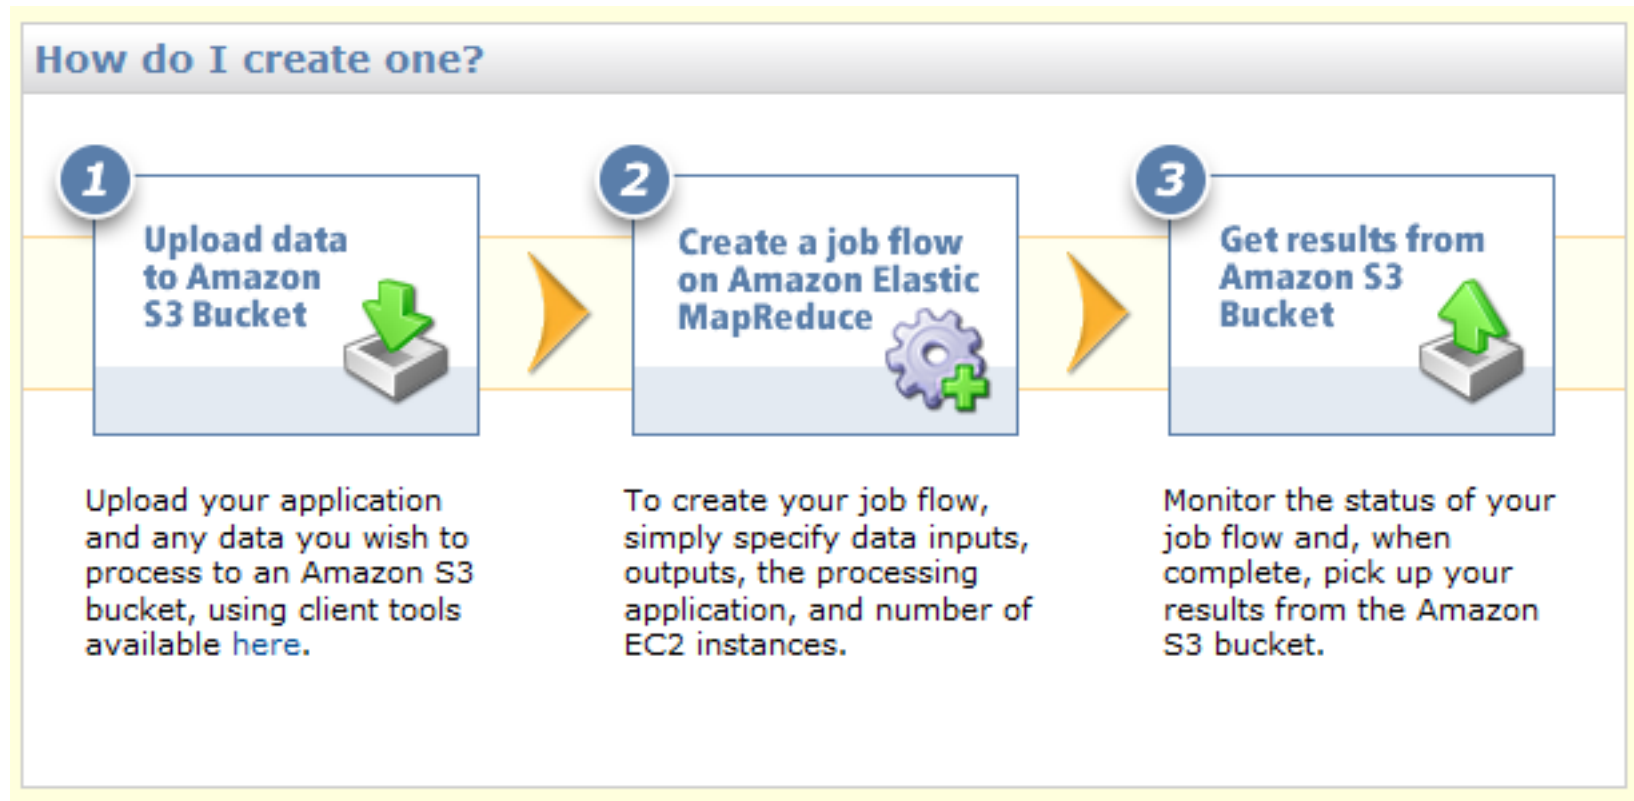 How do I create one?
1
Upload data
to Amazon
S3 Bucket
Upload your application
and any data you wish to
process to an Amazon S3
bucket, using client tools
available here.
2
Create a job flow
on Amazon Elastic
MapReduce
To create your job flow,
simply specify data inputs,
outputs, the processing
application, and number of
EC2 instances.
3
Get results from
Amazon S3
Bucket
Monitor the status of your
job flow and, when
complete, pick up your
results from the Amazon
S3 bucket.